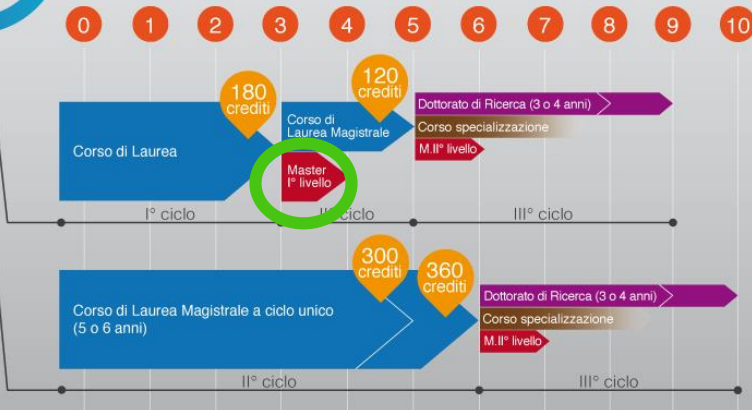 0 1 2 3 4 5 6 7 8 9 10
180
crediti
120
crediti
Corso di Laurea
Corso di
Laurea Magistrale
Master
I° livello
Dottorato di Ricerca (3 o 4 anni)
Corso specializzazione
M.II° livello
I° ciclo
II° ciclo
III° ciclo
300
crediti
360
crediti
Corso di Laurea Magistrale a ciclo unico
(5 o 6 anni)
Dottorato di Ricerca (3 o 4 anni)
Corso specializzazione
M.II° livello
II° ciclo
III° ciclo